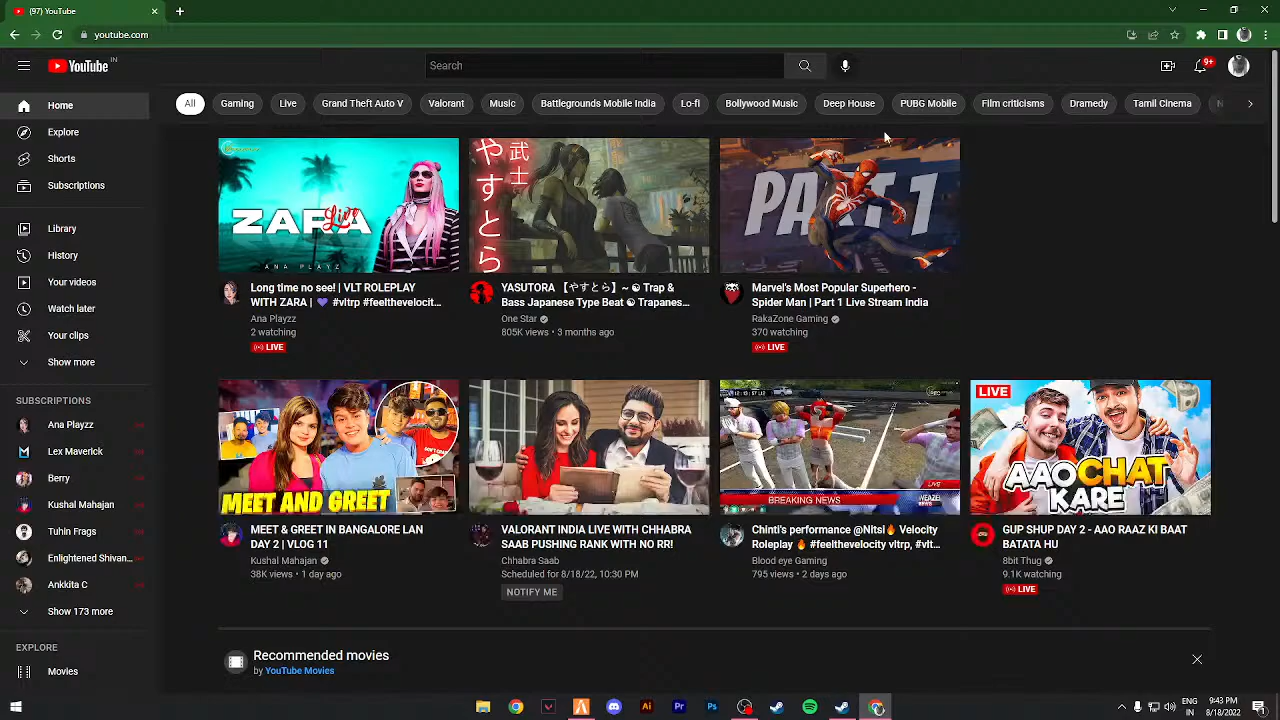 (97) YouTube
youtube.com
YouTube IN
Search
9+
All Gaming Live Grand Theft Auto V Valorant Music Battlegrounds Mobile India Lo-fi Bollywood Music Deep House PUBG Mobile Film criticisms Dramedy Tamil Cinema N
Home
Explore
Shorts
Subscriptions
Library
History
Your videos
Watch later
Your clips
Show more
SUBSCRIPTIONS
Ana Playzz
Lex Maverick
Berry
Kushal Mahajan
Tuhin Frags
Enlightened Shivan...
Ankkita C
Show 173 more
EXPLORE
Movies
ZARA
Live
ANA PLAYZ
Long time no see! | VLT ROLEPLAY
WITH ZARA | 💜 #vltrp #feelthevelocit...
Ana Playzz
2 watching
LIVE
武士
やすとら
YASUTORA 【やすとら】 ~ ☯ Trap &
Bass Japanese Type Beat ☯ Trapanes...
One Star
805K views • 3 months ago
PART 1
Marvel's Most Popular Superhero -
Spider Man | Part 1 Live Stream India
RakaZone Gaming
370 watching
LIVE
MEET AND GREET
MEET & GREET IN BANGALORE LAN
DAY 2 | VLOG 11
Kushal Mahajan
38K views • 1 day ago
VALORANT INDIA LIVE WITH CHHABRA
SAAB PUSHING RANK WITH NO RR!
Chhabra Saab
Scheduled for 8/18/22, 10:30 PM
NOTIFY ME
LIVE
BREAKING NEWS
WEAZEL
NEWS
Chinti's performance @Nitsi🔥 Velocity
Roleplay 🔥 #feelthevelocity vltrp, #vlt...
Blood eye Gaming
795 views • 2 days ago
LIVE
AAO CHAT
KARE
GUP SHUP DAY 2 - AAO RAAZ KI BAAT
BATATA HU
8bit Thug
9.1K watching
LIVE
Recommended movies
by YouTube Movies
Ai Pr Ps
ENG
IN
9:43 PM
8/18/2022